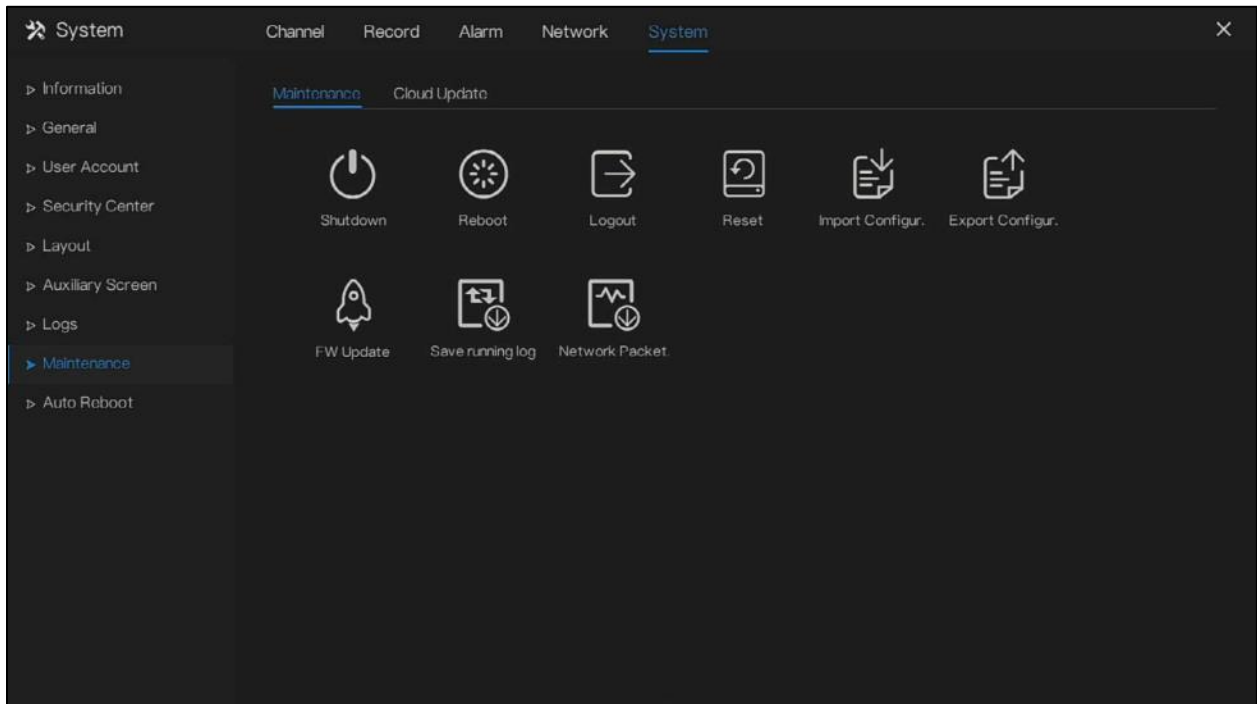 System
Channel Record Alarm Network System
Information
General
User Account
Security Center
Layout
Auxiliary Screen
Logs
Maintenance
Auto Reboot
Maintenance Cloud Update
Shutdown Reboot Logout Reset Import Configur. Export Configur.
FW Update Save running log Network Packet.